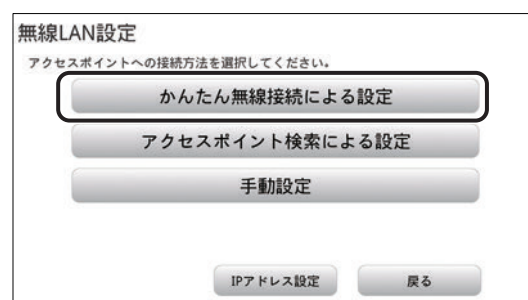 無線LAN設定
アクセスポイントへの接続方法を選択してください。
かんたん無線接続による設定
アクセスポイント検索による設定
手動設定
IPアドレス設定
戻る